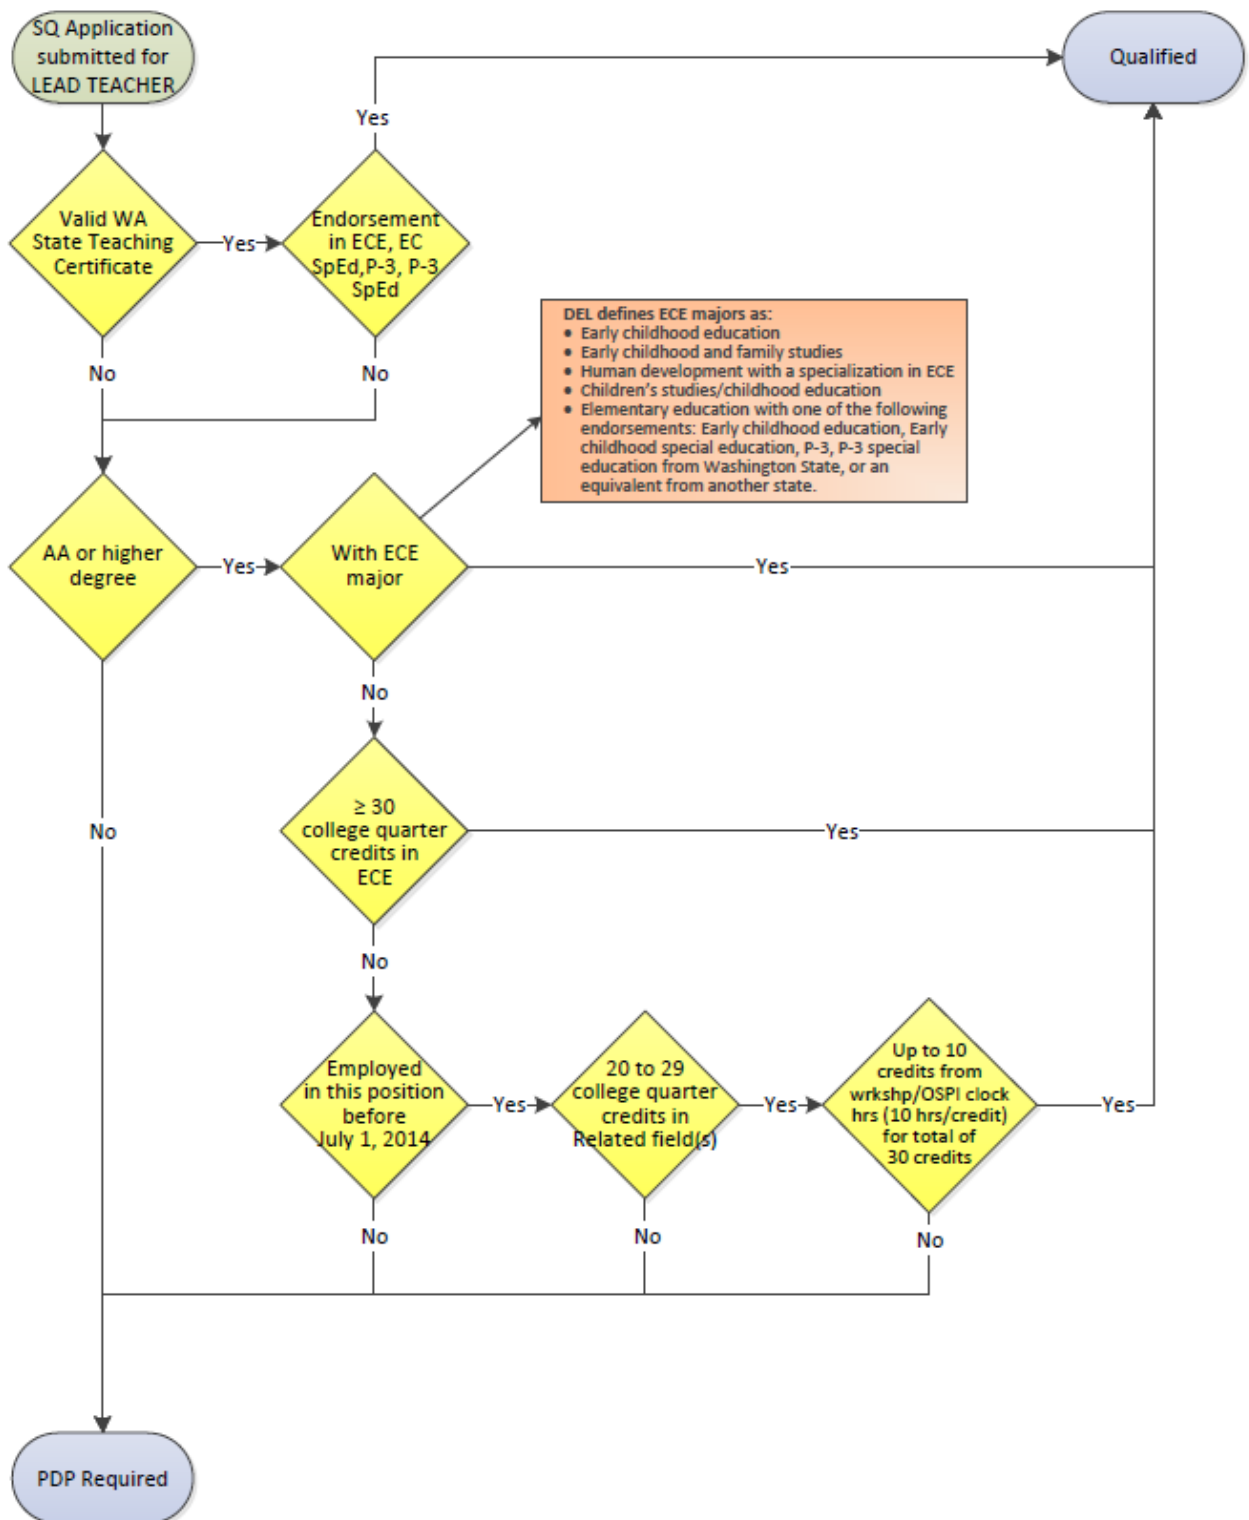 SQ Application
submitted for
LEAD TEACHER
Qualified
Yes
Valid WA
State Teaching
Certificate
Yes
Endorsement
in ECE, EC
SpEd,P-3, P-3
SpEd
No
No
DEL defines ECE majors as:
• Early childhood education
• Early childhood and family studies
• Human development with a specialization in ECE
• Children's studies/childhood education
• Elementary education with one of the following
endorsements: Early childhood education, Early
childhood special education, P-3, P-3 special
education from Washington State, or an
equivalent from another state.
AA or higher
degree
Yes
With ECE
major
Yes
No
No
≥ 30
college quarter
credits in
ECE
Yes
No
Employed
in this position
before
July 1, 2014
Yes
20 to 29
college quarter
credits in
Related field(s)
Yes
Up to 10
credits from
wrkshp/OSPI clock
hrs (10 hrs/credit)
for total of
30 credits
Yes
No
No
No
PDP Required